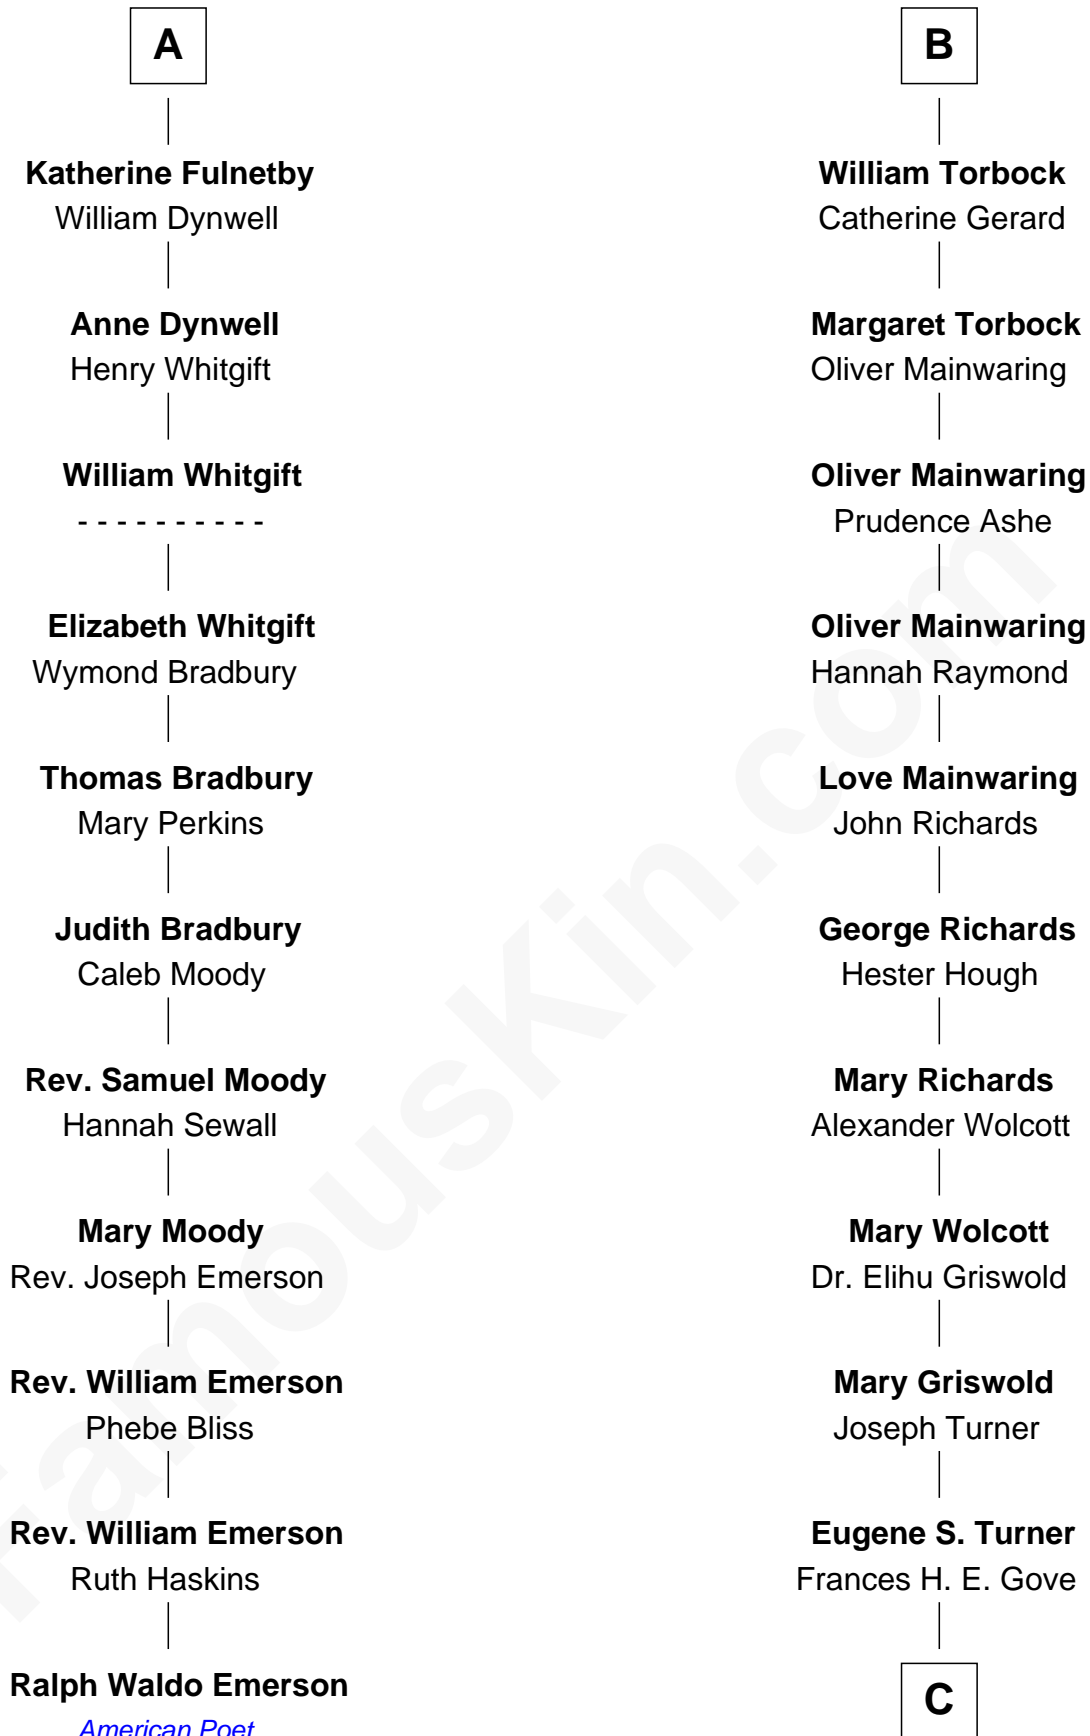 A
Katherine Fulnetby
William Dynwell
Anne Dynwell
Henry Whitgift
William Whitgift
- - - - - - - - - -
Elizabeth Whitgift
Wymond Bradbury
Thomas Bradbury
Mary Perkins
Judith Bradbury
Caleb Moody
Rev. Samuel Moody
Hannah Sewall
Mary Moody
Rev. Joseph Emerson
Rev. William Emerson
Phebe Bliss
Rev. William Emerson
Ruth Haskins
Ralph Waldo Emerson
American Poet
B
William Torbock
Catherine Gerard
Margaret Torbock
Oliver Mainwaring
Oliver Mainwaring
Prudence Ashe
Oliver Mainwaring
Hannah Raymond
Love Mainwaring
John Richards
George Richards
Hester Hough
Mary Richards
Alexander Wolcott
Mary Wolcott
Dr. Elihu Griswold
Mary Griswold
Joseph Turner
Eugene S. Turner
Frances H. E. Gove
C
FamousKin.com